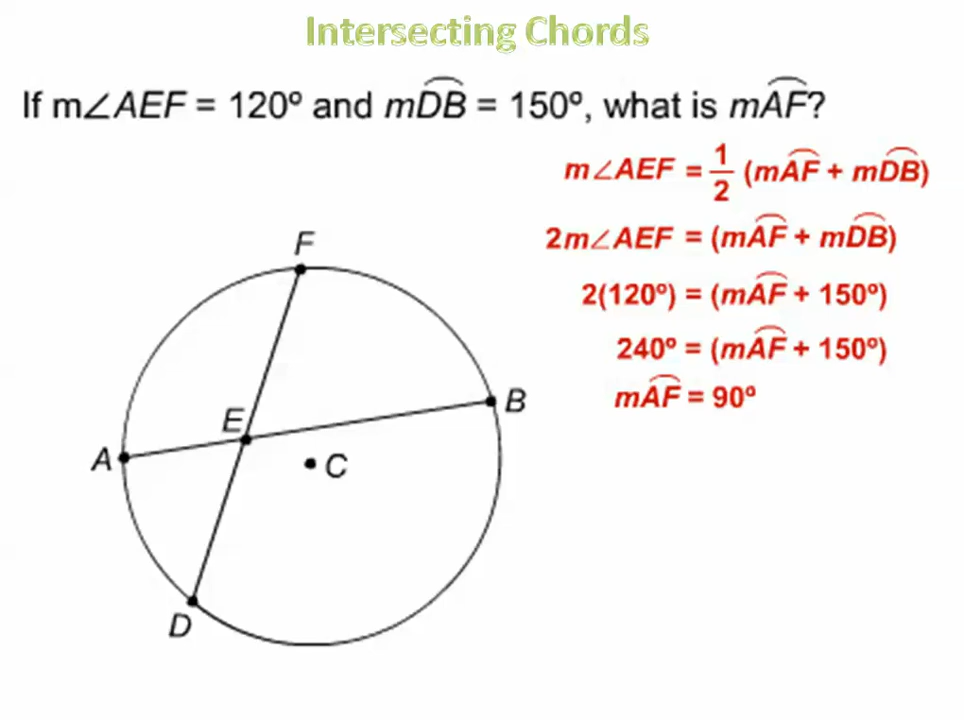 Intersecting Chords
If m∠AEF = 120º and mDB = 150º, what is mAF?
m∠AEF = 1/2 (mAF + mDB)
2m∠AEF = (mAF + mDB)
2(120º) = (mAF + 150º)
240º = (mAF + 150º)
mAF = 90º
F
B
E
A
C
D